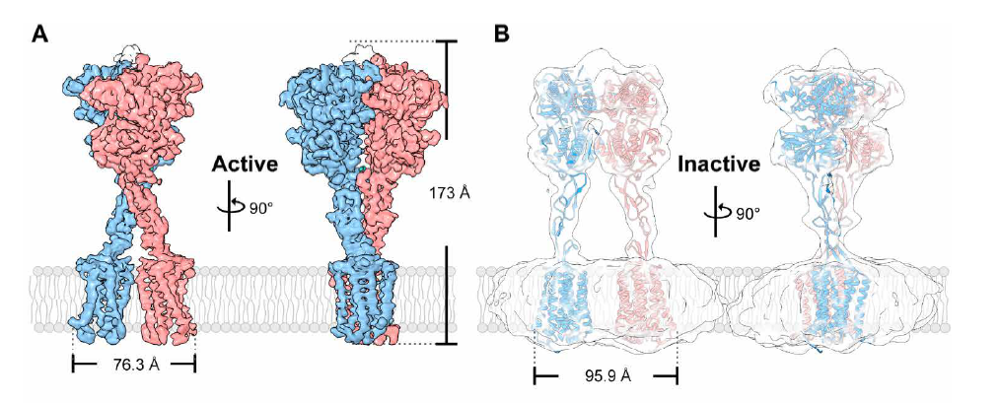 A
B
Active
90°
173 Å
76.3 Å
Inactive
90°
95.9 Å